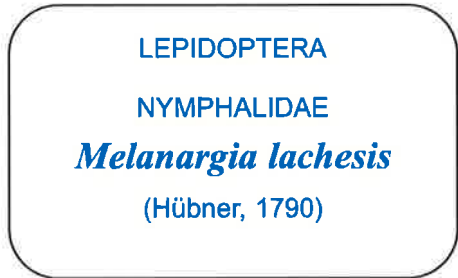 LEPIDOPTERA
NYMPHALIDAE
Melanargia lachesis
(Hübner, 1790)